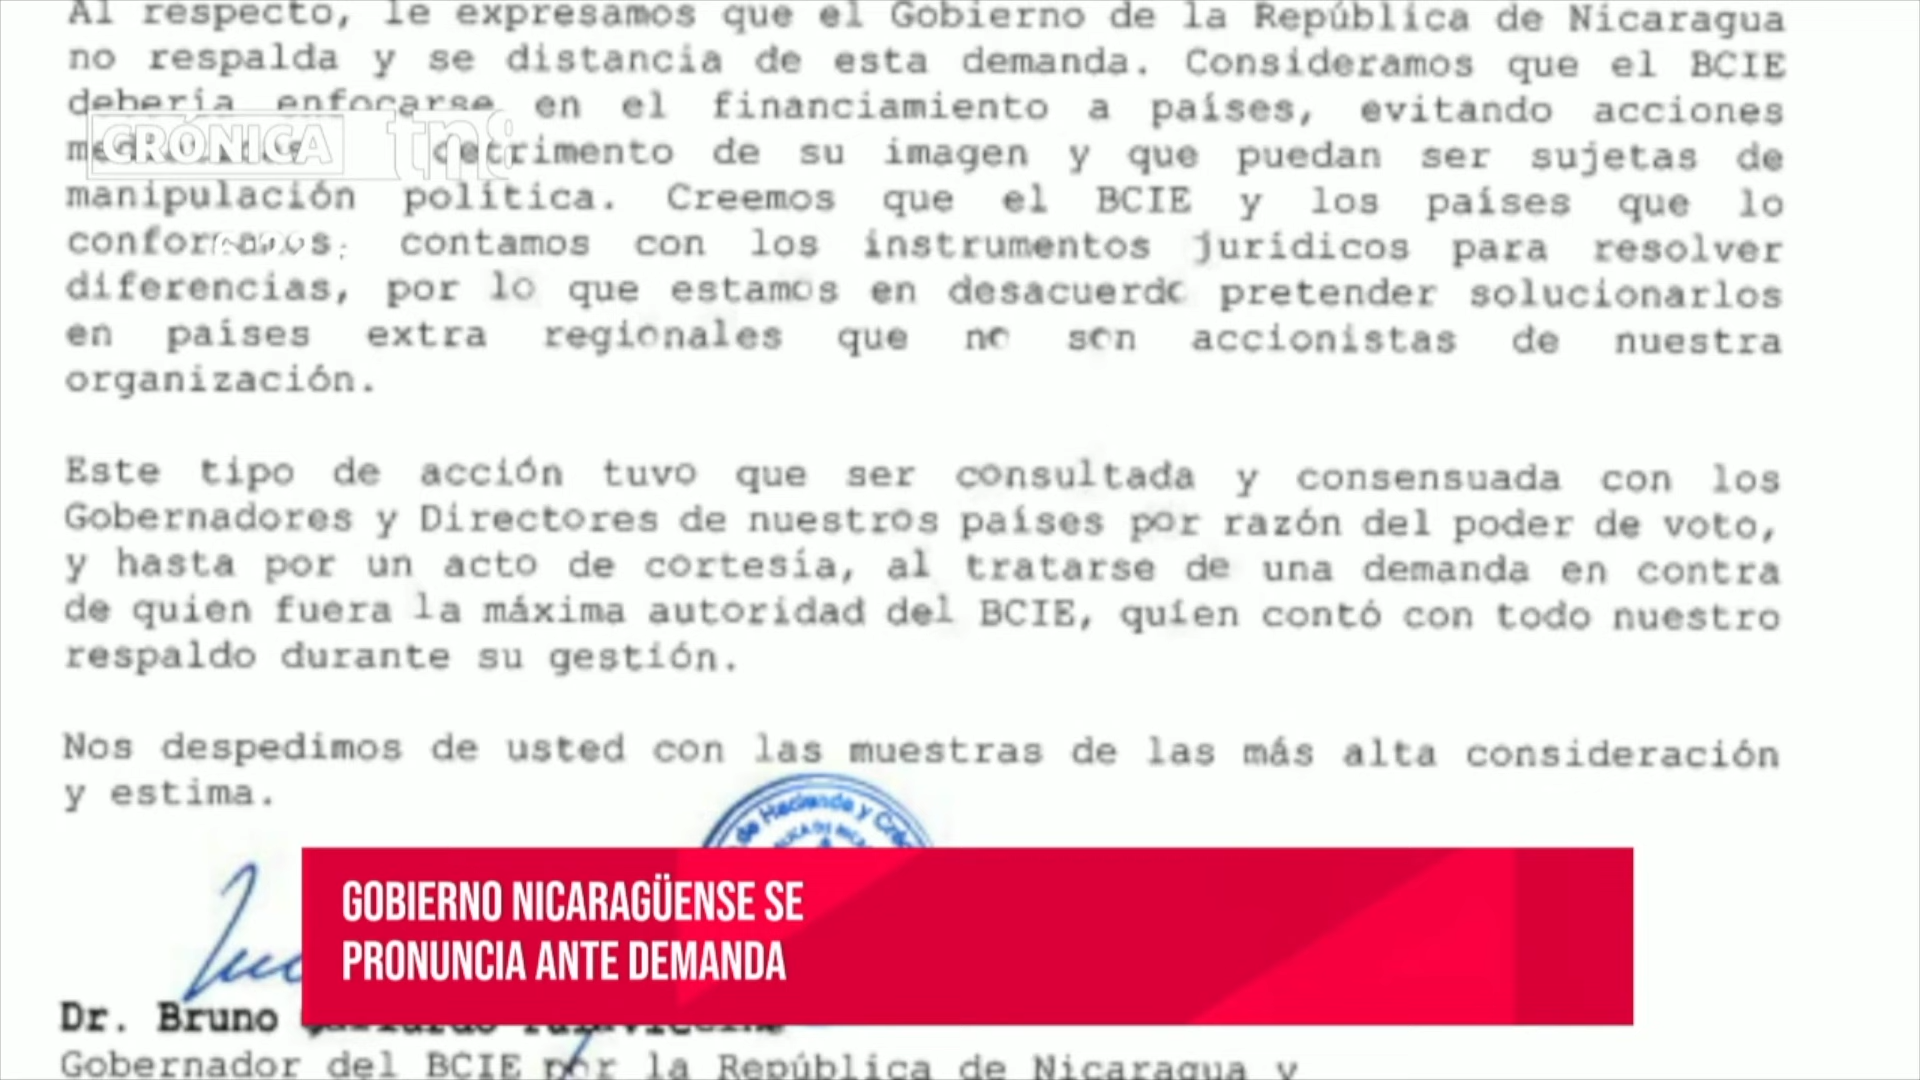 Al respecto, le expresamos que el Gobierno de la República de Nicaragua
no respalda y se distancia de esta demanda. Consideramos que el BCIE
debería enfocarse en el financiamiento a países, evitando acciones
detrimento de su imagen y que puedan ser sujetas de
CRÓNICA tn8
manipulación política. Creemos que el BCIE y los países que lo
conformamos, contamos con los instrumentos jurídicos para resolver
diferencias, por lo que estamos en desacuerdo pretender solucionarlos
en países extra regionales que no son accionistas de nuestra
organización.
Este tipo de acción tuvo que ser consultada y consensuada con los
Gobernadores y Directores de nuestros países por razón del poder de voto,
y hasta por un acto de cortesía, al tratarse de una demanda en contra
de quien fuera la máxima autoridad del BCIE, quien contó con todo nuestro
respaldo durante su gestión.
Nos despedimos de usted con las muestras de las más alta consideración
y estima.
de Hacienda y Créd
GOBIERNO NICARAGÜENSE SE
PRONUNCIA ANTE DEMANDA
Dr. Bruno
Gobernador del BCIE por la República de Nicaragua y